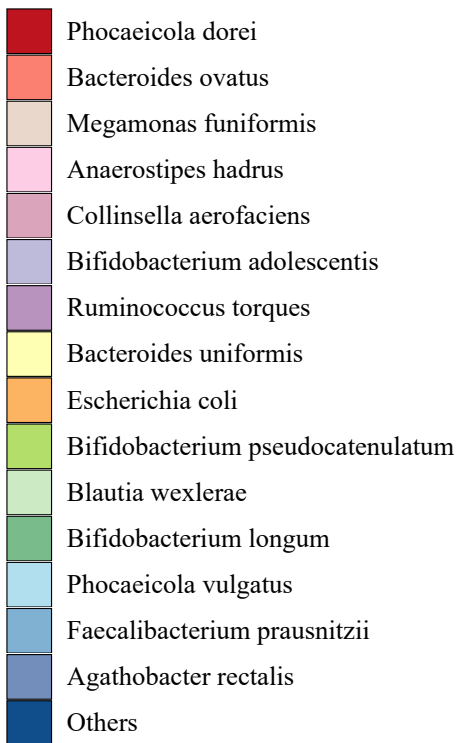 Phocaeicola dorei
Bacteroides ovatus
Megamonas funiformis
Anaerostipes hadrus
Collinsella aerofaciens
Bifidobacterium adolescentis
Ruminococcus torques
Bacteroides uniformis
Escherichia coli
Bifidobacterium pseudocatenulatum
Blautia wexlerae
Bifidobacterium longum
Phocaeicola vulgatus
Faecalibacterium prausnitzii
Agathobacter rectalis
Others